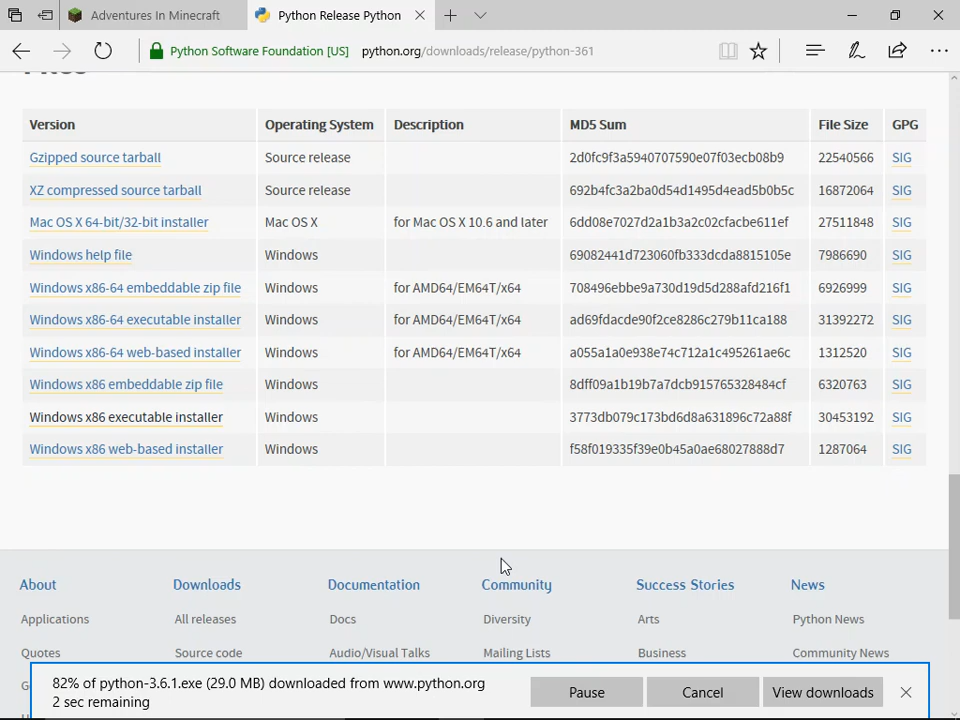 Adventures In Minecraft
Python Release Python
Python Software Foundation [US] python.org/downloads/release/python-361
Files
Version Operating System Description MD5 Sum File Size GPG
Gzipped source tarball Source release 2d0fc9f3a5940707590e07f03ecb08b9 22540566 SIG
XZ compressed source tarball Source release 692b4fc3a2ba0d54d1495d4ead5b0b5c 16872064 SIG
Mac OS X 64-bit/32-bit installer Mac OS X for Mac OS X 10.6 and later 6dd08e7027d2a1b3a2c02cfacbe611ef 27511848 SIG
Windows help file Windows 69082441d723060fb333dcda8815105e 7986690 SIG
Windows x86-64 embeddable zip file Windows for AMD64/EM64T/x64 708496ebbe9a730d19d5d288afd216f1 6926999 SIG
Windows x86-64 executable installer Windows for AMD64/EM64T/x64 ad69fdacde90f2ce8286c279b11ca188 31392272 SIG
Windows x86-64 web-based installer Windows for AMD64/EM64T/x64 a055a1a0e938e74c712a1c495261ae6c 1312520 SIG
Windows x86 embeddable zip file Windows 8dff09a1b19b7a7dcb915765328484cf 6320763 SIG
Windows x86 executable installer Windows 3773db079c173bd6d8a631896c72a88f 30453192 SIG
Windows x86 web-based installer Windows f58f019335f39e0b45a0ae68027888d7 1287064 SIG
About Downloads Documentation Community Success Stories News
Applications All releases Docs Diversity Arts Python News
Quotes Source code Audio/Visual Talks Mailing Lists Business Community News
82% of python-3.6.1.exe (29.0 MB) downloaded from www.python.org
2 sec remaining
Pause Cancel View downloads